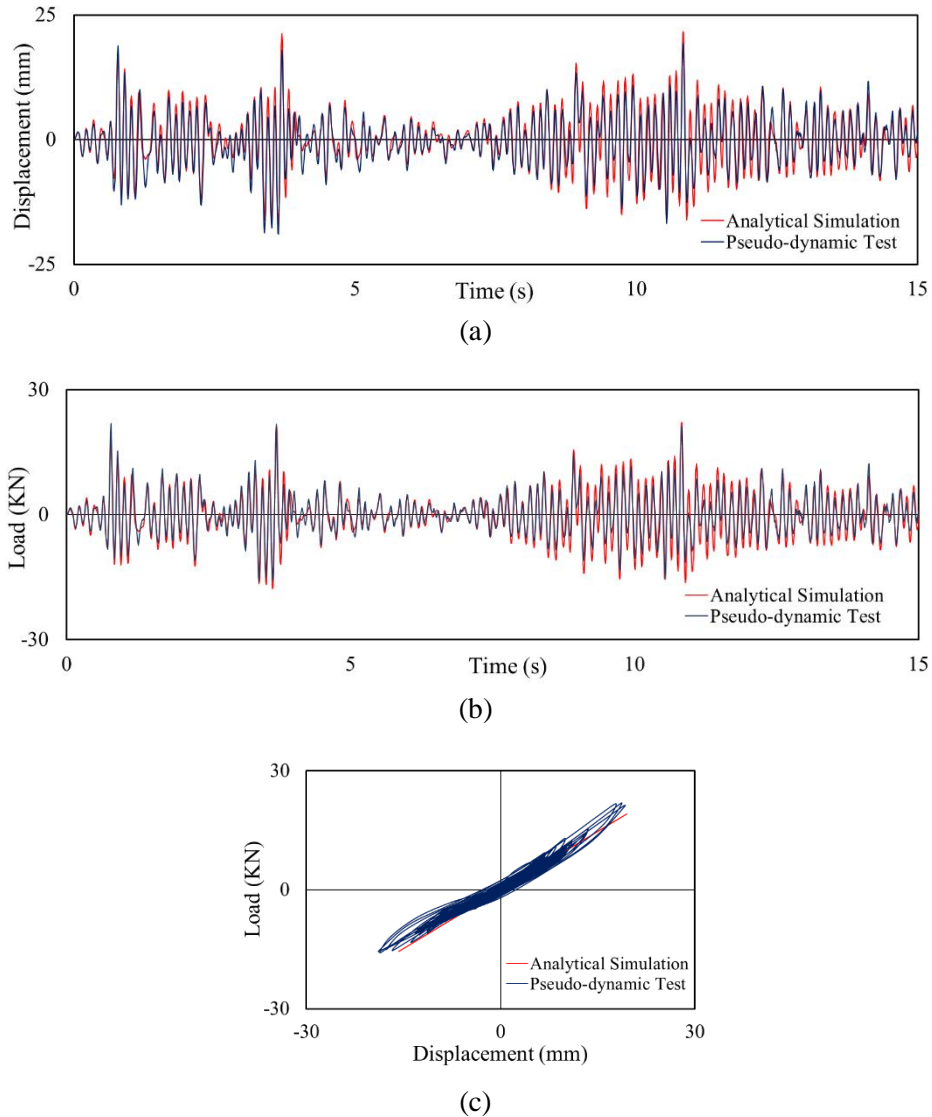 25
Displacement (mm)
0
Analytical Simulation
Pseudo-dynamic Test
-25
0
5
10
15
Time (s)
(a)
30
Load (KN)
0
Analytical Simulation
Pseudo-dynamic Test
-30
0
5
10
15
Time (s)
(b)
30
Load (KN)
0
Analytical Simulation
Pseudo-dynamic Test
-30
-30
0
30
Displacement (mm)
(c)